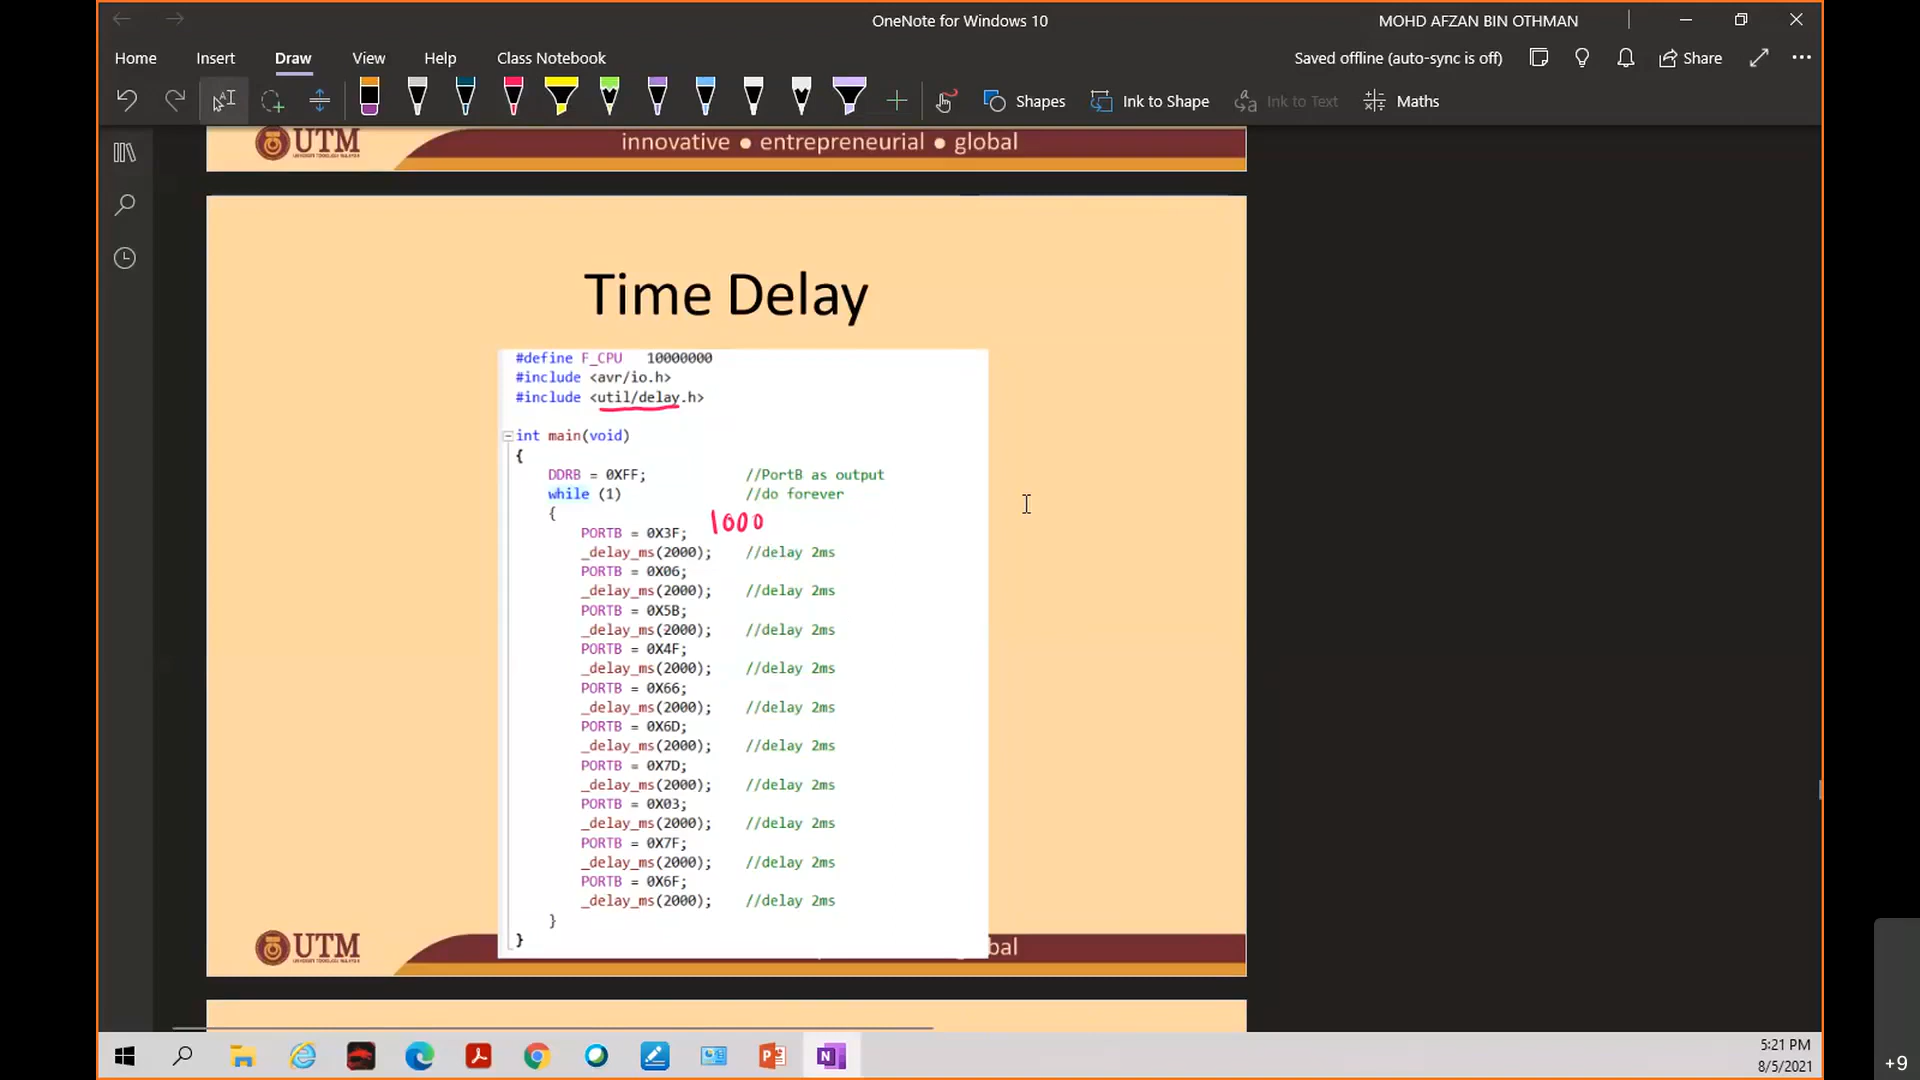 OneNote for Windows 10
MOHD AFZAN BIN OTHMAN
Home Insert Draw View Help Class Notebook
Saved offline (auto-sync is off) Share
Shapes Ink to Shape Ink to Text Maths
UTM
innovative ● entrepreneurial ● global
Time Delay
#define F_CPU 10000000
#include <avr/io.h>
#include <util/delay.h>
int main(void)
{
DDRB = 0XFF; //PortB as output
while (1) //do forever
{
1000
PORTB = 0X3F;
_delay_ms(2000); //delay 2ms
PORTB = 0X06;
_delay_ms(2000); //delay 2ms
PORTB = 0X5B;
_delay_ms(2000); //delay 2ms
PORTB = 0X4F;
_delay_ms(2000); //delay 2ms
PORTB = 0X66;
_delay_ms(2000); //delay 2ms
PORTB = 0X6D;
_delay_ms(2000); //delay 2ms
PORTB = 0X7D;
_delay_ms(2000); //delay 2ms
PORTB = 0X03;
_delay_ms(2000); //delay 2ms
PORTB = 0X7F;
_delay_ms(2000); //delay 2ms
PORTB = 0X6F;
_delay_ms(2000); //delay 2ms
}
}
UTM
bal
5:21 PM
8/5/2021
+9